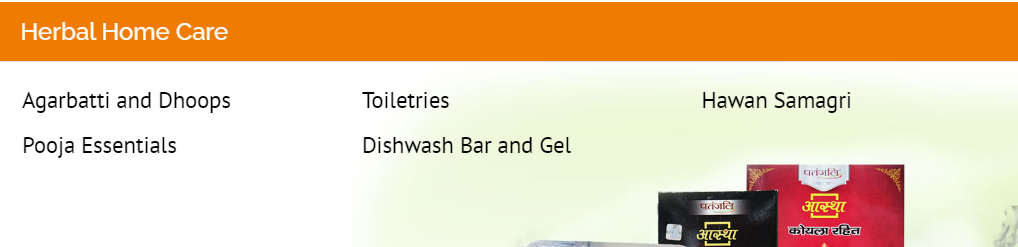 Herbal Home Care
Agarbatti and Dhoops
Toiletries
Hawan Samagri
Pooja Essentials
Dishwash Bar and Gel
पतंजलि
आस्था
कोयला रहित
पतंजलि
आस्था